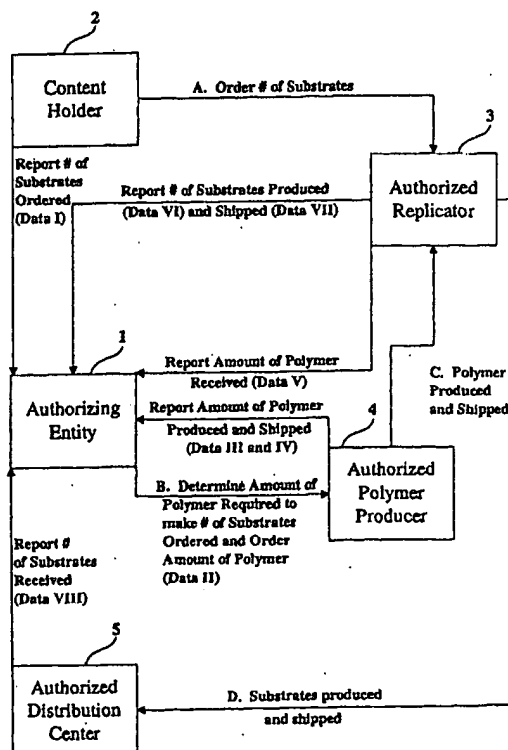 2
Content
Holder
A. Order # of Substrates
3
Authorized
Replicator
Report # of
Substrates
Ordered
(Data I)
Report # of Substrates Produced
(Data VI) and Shipped (Data VII)
1
Authorizing
Entity
Report Amount of Polymer
Received (Data V)
C. Polymer
Produced
and Shipped
Report Amount of Polymer
Produced and Shipped
(Data III and IV)
4
Authorized
Polymer
Producer
B. Determine Amount of
Polymer Required to
make # of Substrates
Ordered and Order
Amount of Polymer
(Data II)
Report #
of Substrates
Received
(Data VIII)
5
Authorized
Distribution
Center
D. Substrates produced
and shipped